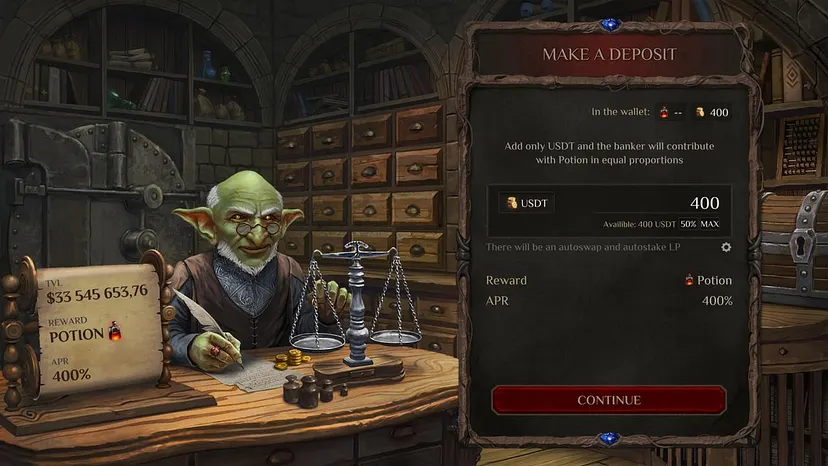 TVL
$33 545 653,76
REWARD
POTION
APR
400%
MAKE A DEPOSIT
In the wallet: -- 400
Add only USDT and the banker will contribute
with Potion in equal proportions
USDT 400
Availible: 400 USDT 50% MAX
There will be an autoswap and autostake LP
Reward Potion
APR 400%
CONTINUE